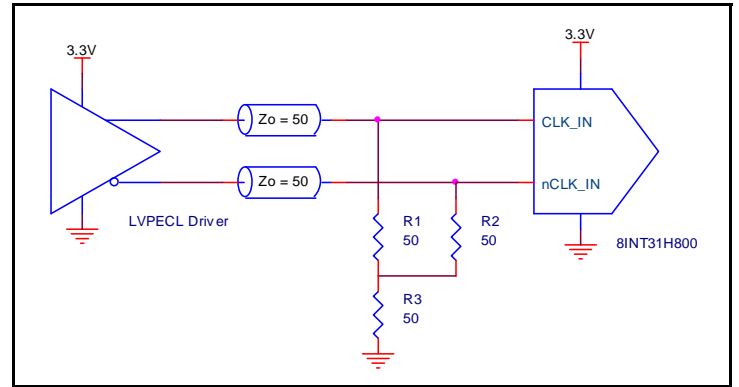 3.3V
3.3V
Zo = 50
CLK_IN
Zo = 50
nCLK_IN
LVPECL Driver
R1
50
R2
50
8INT31H800
R3
50